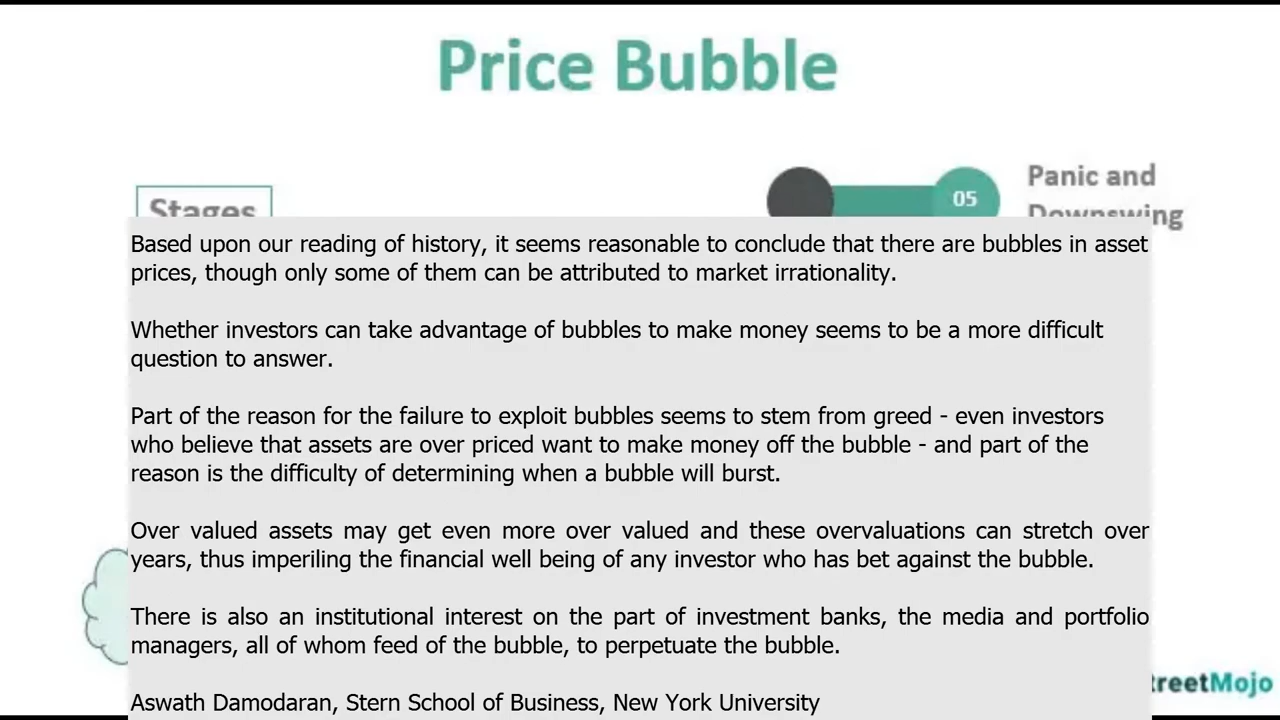 Price Bubble
Stages
05
Panic and
Downswing
Based upon our reading of history, it seems reasonable to conclude that there are bubbles in asset
prices, though only some of them can be attributed to market irrationality.
Whether investors can take advantage of bubbles to make money seems to be a more difficult
question to answer.
Part of the reason for the failure to exploit bubbles seems to stem from greed - even investors
who believe that assets are over priced want to make money off the bubble - and part of the
reason is the difficulty of determining when a bubble will burst.
Over valued assets may get even more over valued and these overvaluations can stretch over
years, thus imperiling the financial well being of any investor who has bet against the bubble.
There is also an institutional interest on the part of investment banks, the media and portfolio
managers, all of whom feed of the bubble, to perpetuate the bubble.
treetMojo
Aswath Damodaran, Stern School of Business, New York University